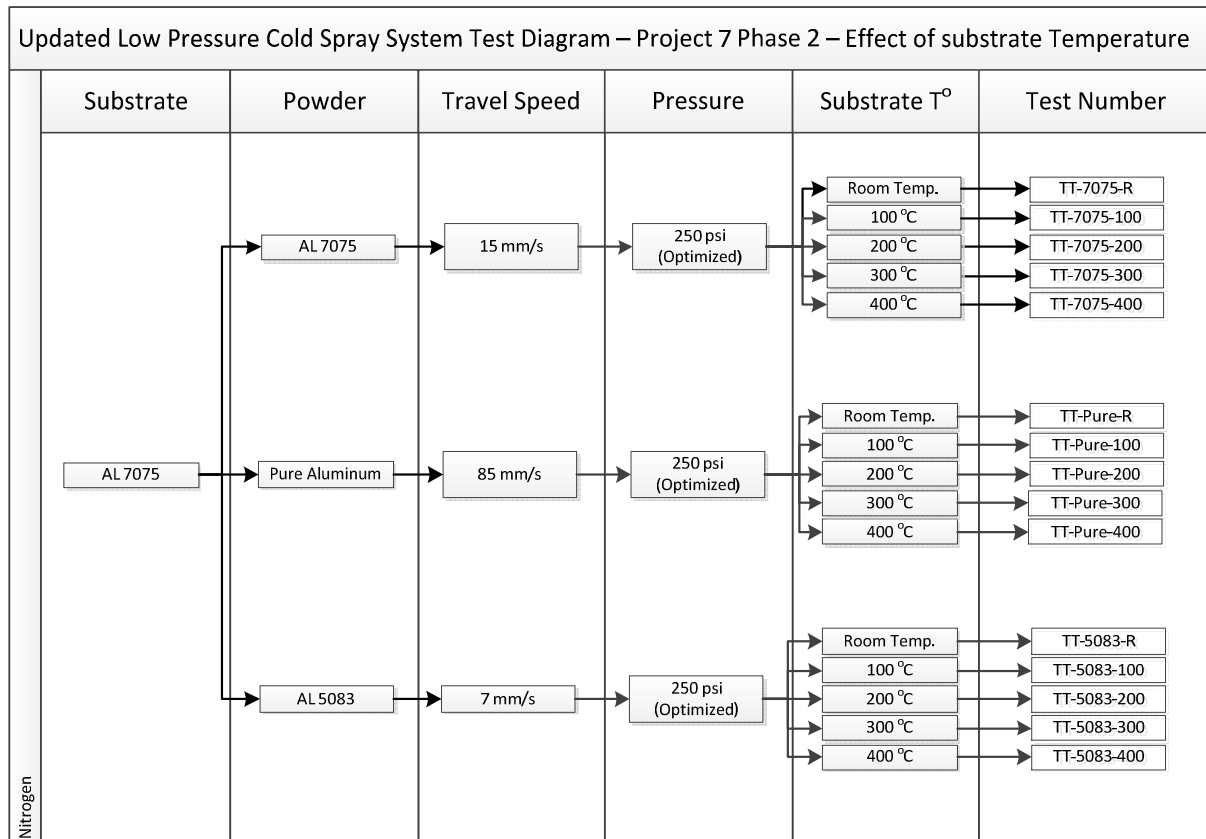 Updated Low Pressure Cold Spray System Test Diagram – Project 7 Phase 2 – Effect of substrate Temperature
Substrate
Powder
Travel Speed
Pressure
Substrate T°
Test Number
Nitrogen
AL 7075
AL 7075
15 mm/s
250 psi
(Optimized)
Room Temp.
TT-7075-R
100 °C
TT-7075-100
200 °C
TT-7075-200
300 °C
TT-7075-300
400 °C
TT-7075-400
Pure Aluminum
85 mm/s
250 psi
(Optimized)
Room Temp.
TT-Pure-R
100 °C
TT-Pure-100
200 °C
TT-Pure-200
300 °C
TT-Pure-300
400 °C
TT-Pure-400
AL 5083
7 mm/s
250 psi
(Optimized)
Room Temp.
TT-5083-R
100 °C
TT-5083-100
200 °C
TT-5083-200
300 °C
TT-5083-300
400 °C
TT-5083-400